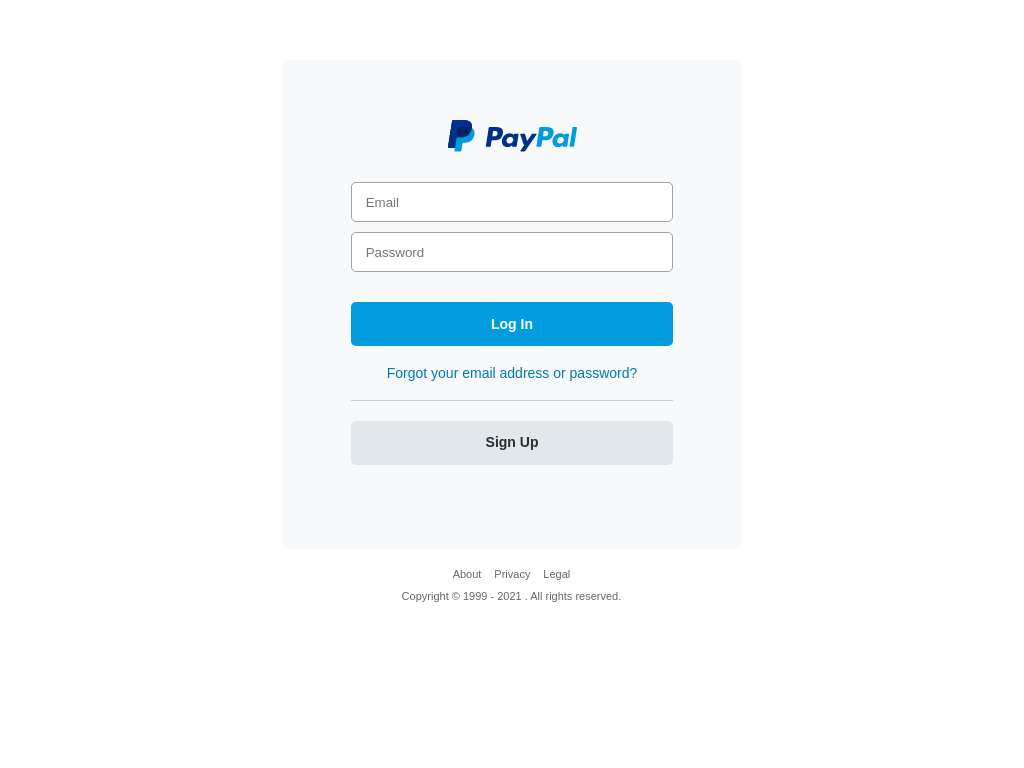 PayPal
Email
Password
Log In
Forgot your email address or password?
Sign Up
About Privacy Legal
Copyright © 1999 - 2021 . All rights reserved.